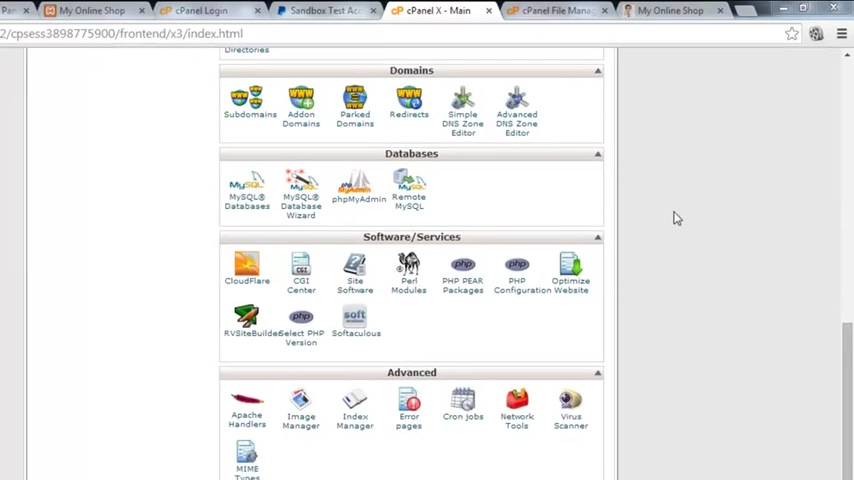 My Online Shop
cPanel Login
Sandbox Test Acc
cPanel X - Main
cPanel File Mana
My Online Shop
2/cpsess3898775900/frontend/x3/index.html
Directories
Domains
Subdomains
Addon
Domains
Parked
Domains
Redirects
Simple
DNS Zone
Editor
Advanced
DNS Zone
Editor
Databases
MySQL®
Databases
MySQL®
Database
Wizard
phpMyAdmin
Remote
MySQL
Software/Services
CloudFlare
CGI
Center
Site
Software
Perl
Modules
PHP PEAR
Packages
PHP
Configuration
Optimize
Website
RVSiteBuilder
Select PHP
Version
Softaculous
Advanced
Apache
Handlers
Image
Manager
Index
Manager
Error
pages
Cron jobs
Network
Tools
Virus
Scanner
MIME
Types